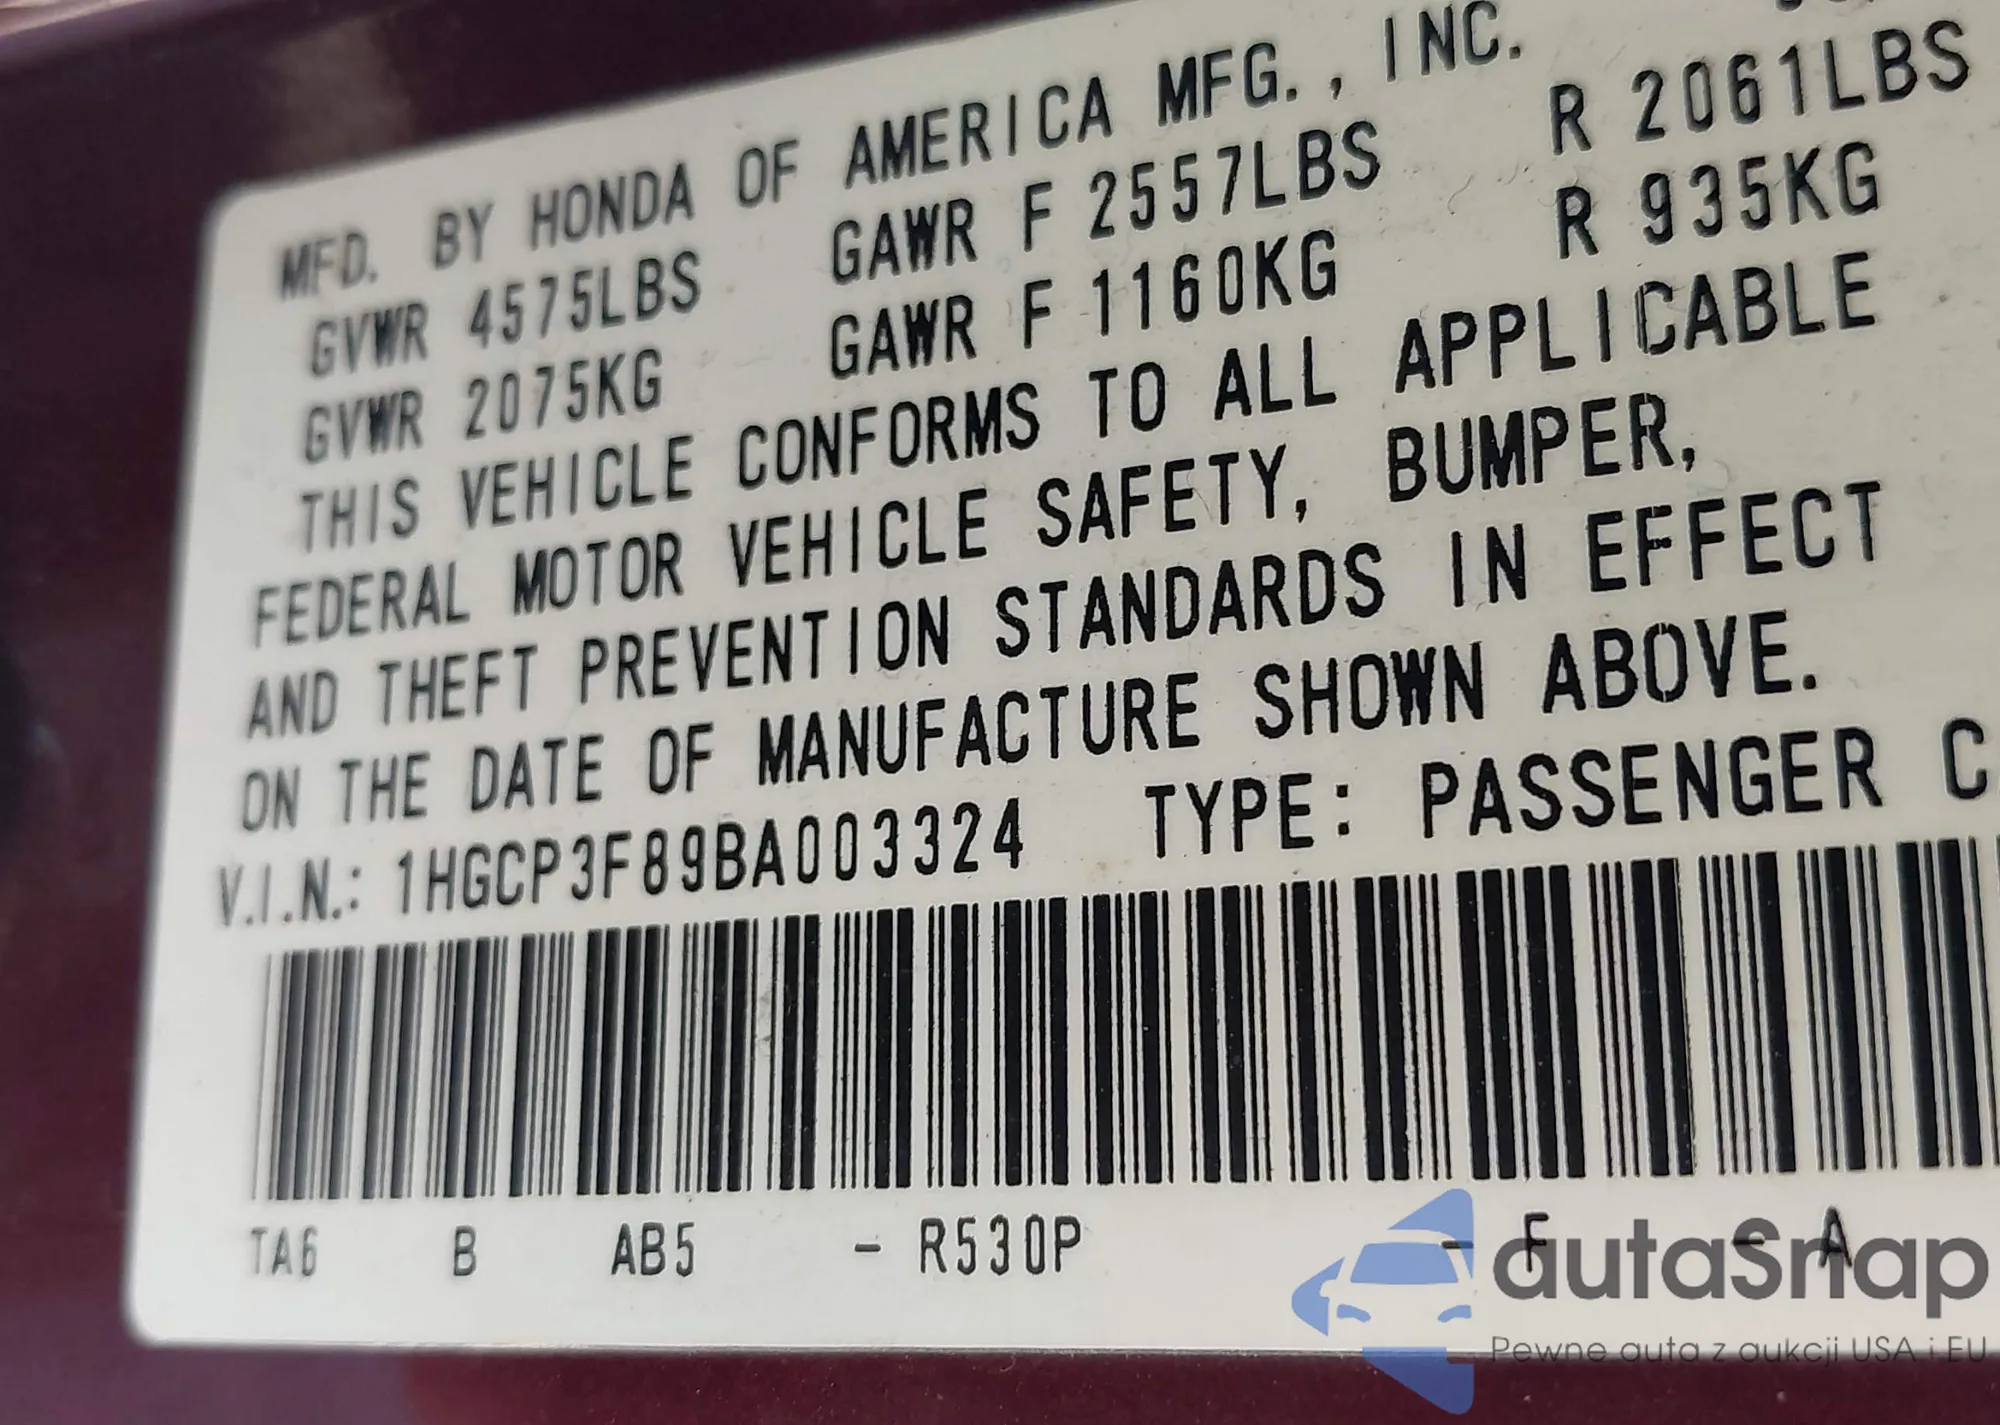 MFD. BY HONDA OF AMERICA MFG., INC.
GVWR 4575LBS GAWR F 2557LBS R 2061LBS
GVWR 2075KG GAWR F 1160KG R 935KG
THIS VEHICLE CONFORMS TO ALL APPLICABLE
FEDERAL MOTOR VEHICLE SAFETY, BUMPER,
AND THEFT PREVENTION STANDARDS IN EFFECT
ON THE DATE OF MANUFACTURE SHOWN ABOVE.
V.I.N.: 1HGCP3F89BA003324 TYPE: PASSENGER C
TA6 B AB5 - R530P - F - A
autaSnap
Pewne auta z aukcji USA i EU